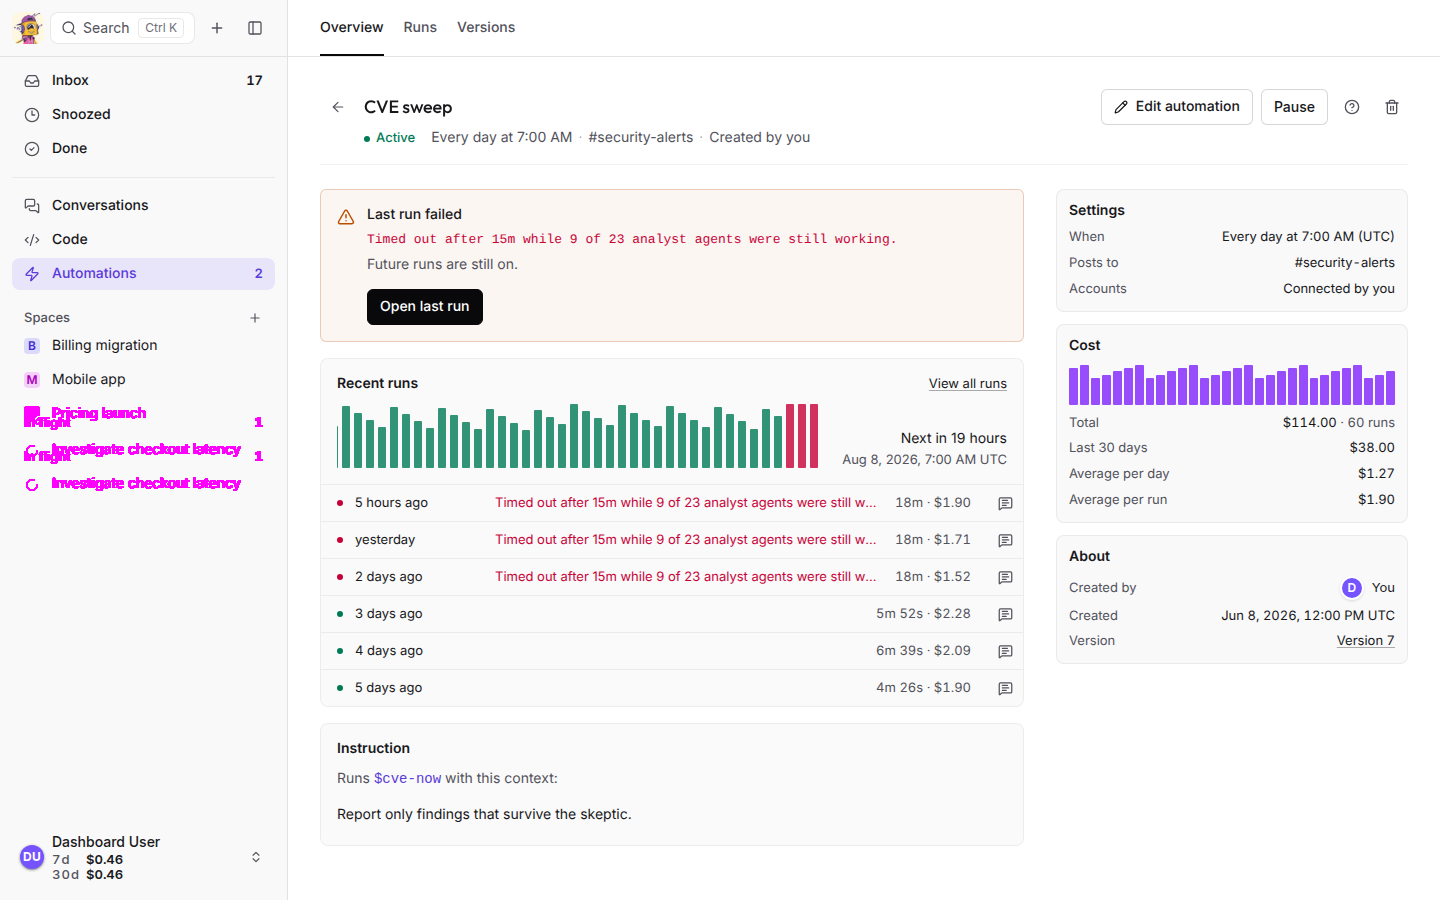 Search Ctrl K
Inbox 17
Snoozed
Done
Conversations
Code
Automations 2
Spaces
B Billing migration
M Mobile app
Pricing launch
In flight 1
Investigate checkout latency
In flight 1
Investigate checkout latency
DU Dashboard User
7d $0.46
30d $0.46
Overview Runs Versions
CVE sweep
Active Every day at 7:00 AM · #security-alerts · Created by you
Edit automation Pause
Last run failed
Timed out after 15m while 9 of 23 analyst agents were still working.
Future runs are still on.
Open last run
Recent runs View all runs
Next in 19 hours
Aug 8, 2026, 7:00 AM UTC
5 hours ago Timed out after 15m while 9 of 23 analyst agents were still w... 18m · $1.90
yesterday Timed out after 15m while 9 of 23 analyst agents were still w... 18m · $1.71
2 days ago Timed out after 15m while 9 of 23 analyst agents were still w... 18m · $1.52
3 days ago 5m 52s · $2.28
4 days ago 6m 39s · $2.09
5 days ago 4m 26s · $1.90
Instruction
Runs $cve-now with this context:
Report only findings that survive the skeptic.
Settings
When Every day at 7:00 AM (UTC)
Posts to #security-alerts
Accounts Connected by you
Cost
Total $114.00 · 60 runs
Last 30 days $38.00
Average per day $1.27
Average per run $1.90
About
Created by D You
Created Jun 8, 2026, 12:00 PM UTC
Version Version 7